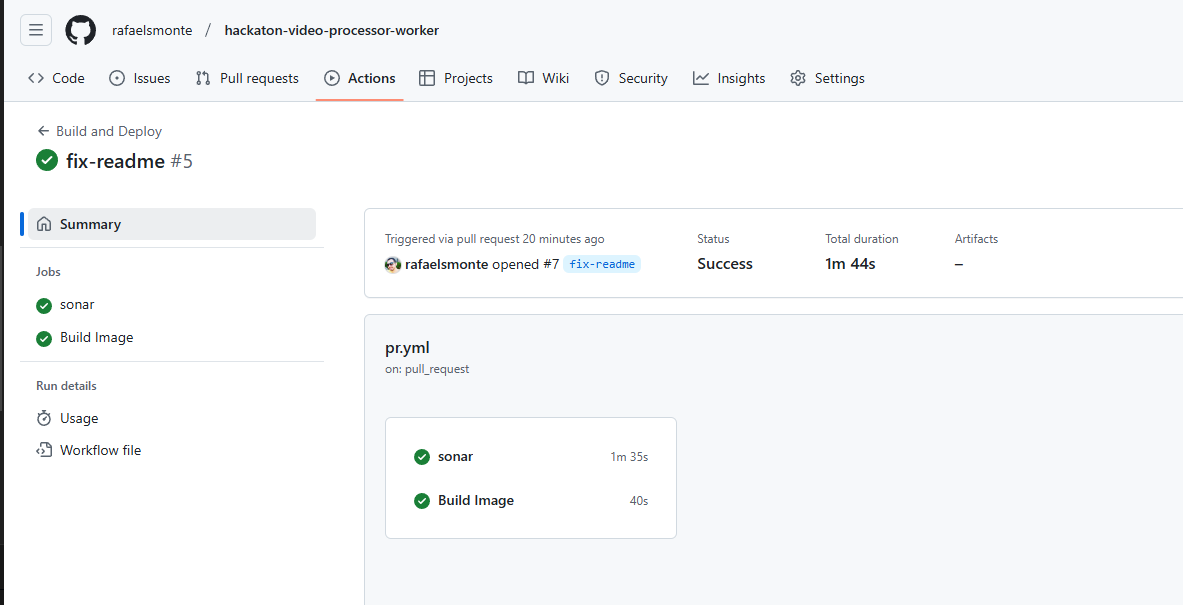 rafaelsmonte / hackaton-video-processor-worker
Code Issues Pull requests Actions Projects Wiki Security Insights Settings
Build and Deploy
fix-readme #5
Summary
Jobs
sonar
Build Image
Run details
Usage
Workflow file
Triggered via pull request 20 minutes ago
rafaelsmonte opened #7 fix-readme
Status
Success
Total duration
1m 44s
Artifacts
–
pr.yml
on: pull_request
sonar 1m 35s
Build Image 40s